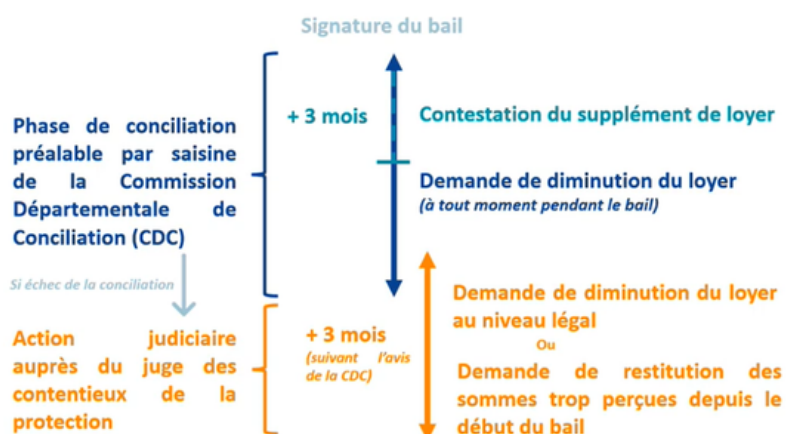 Signature du bail
Phase de conciliation
préalable par saisine
de la Commission
Départementale de
Conciliation (CDC)
+ 3 mois
Contestation du supplément de loyer
Demande de diminution du loyer
(à tout moment pendant le bail)
Si échec de la conciliation
Action judiciaire
auprès du juge des
contentieux de la
protection
+ 3 mois
(suivant l'avis
de la CDC)
Demande de diminution du loyer
au niveau légal
Ou
Demande de restitution des
sommes trop perçues depuis le
début du bail